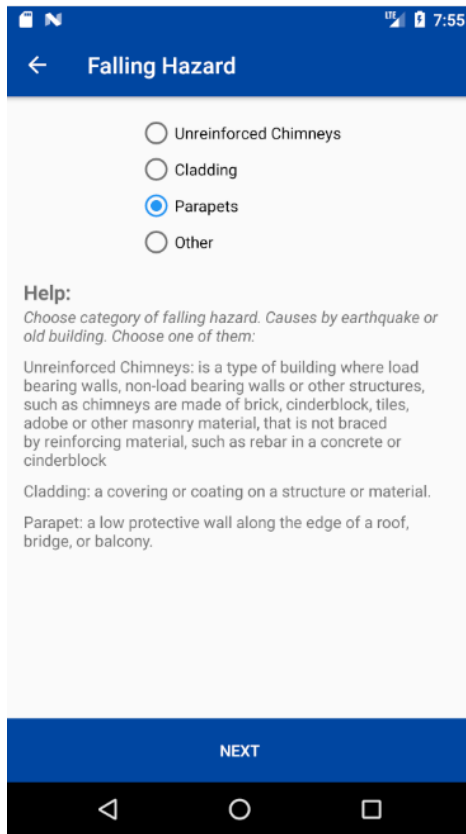 LTE 7:55
Falling Hazard
Unreinforced Chimneys
Cladding
Parapets
Other
Help:
Choose category of falling hazard. Causes by earthquake or
old building. Choose one of them:
Unreinforced Chimneys: is a type of building where load
bearing walls, non-load bearing walls or other structures,
such as chimneys are made of brick, cinderblock, tiles,
adobe or other masonry material, that is not braced
by reinforcing material, such as rebar in a concrete or
cinderblock
Cladding: a covering or coating on a structure or material.
Parapet: a low protective wall along the edge of a roof,
bridge, or balcony.
NEXT